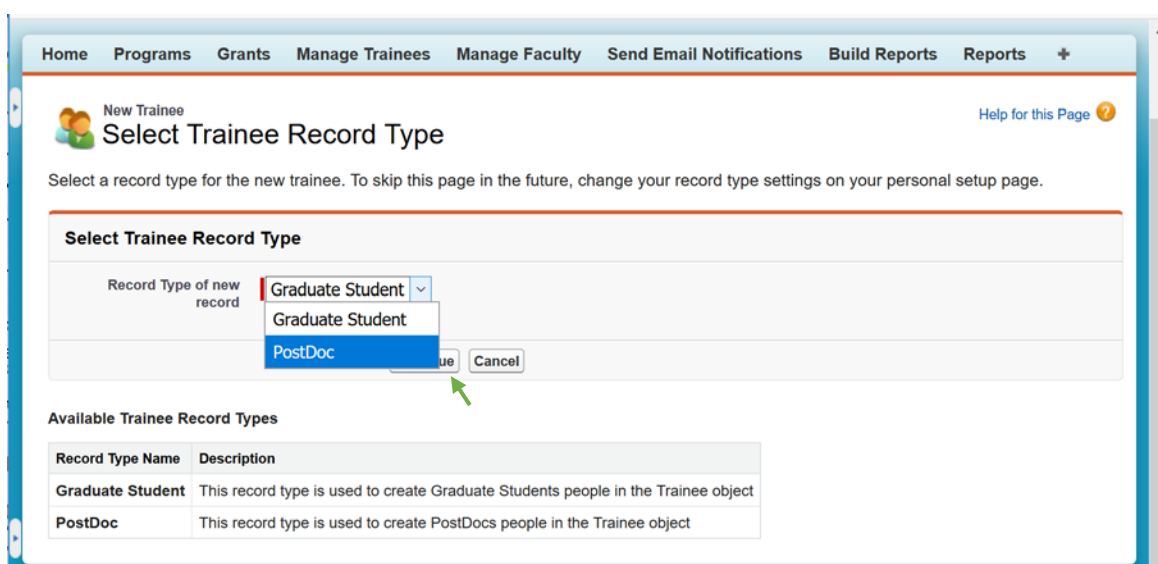 Home Programs Grants Manage Trainees Manage Faculty Send Email Notifications Build Reports Reports +
New Trainee
Select Trainee Record Type
Help for this Page ?
Select a record type for the new trainee. To skip this page in the future, change your record type settings on your personal setup page.
Select Trainee Record Type
Record Type of new
record
Graduate Student
Graduate Student
PostDoc
ue Cancel
Available Trainee Record Types
Record Type Name Description
Graduate Student This record type is used to create Graduate Students people in the Trainee object
PostDoc This record type is used to create PostDocs people in the Trainee object